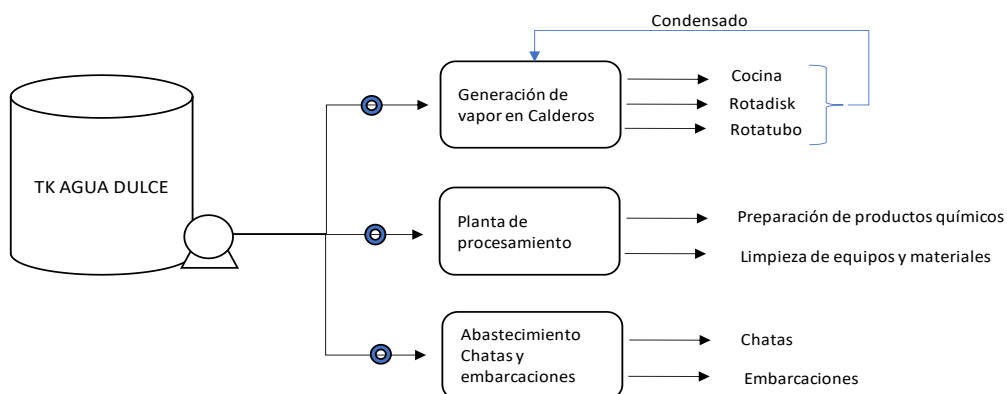 Condensado
TK AGUA DULCE
Generación de
vapor en Calderos
Cocina
Rotadisk
Rotatubo
Planta de
procesamiento
Preparación de productos químicos
Limpieza de equipos y materiales
Abastecimiento
Chatas y
embarcaciones
Chatas
Embarcaciones